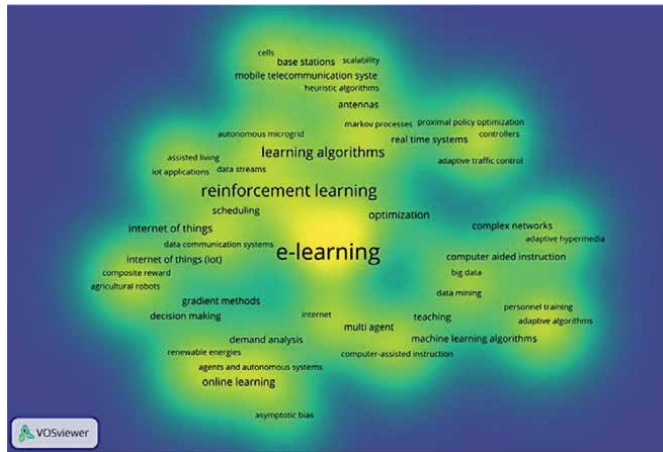 cells
base stations
scalability
mobile telecommunication syste
heuristic algorithms
antennas
markov processes
proximal policy optimization
autonomous microgrid
real time systems
controllers
learning algorithms
assisted living
adaptive traffic control
iot applications
data streams
reinforcement learning
scheduling
optimization
internet of things
complex networks
adaptive hypermedia
data communication systems
e-learning
internet of things (iot)
computer aided instruction
composite reward
big data
agricultural robots
data mining
gradient methods
personnel training
decision making
internet
teaching
adaptive algorithms
multi agent
demand analysis
machine learning algorithms
renewable energies
computer-assisted instruction
agents and autonomous systems
online learning
asymptotic bias
VOSviewer